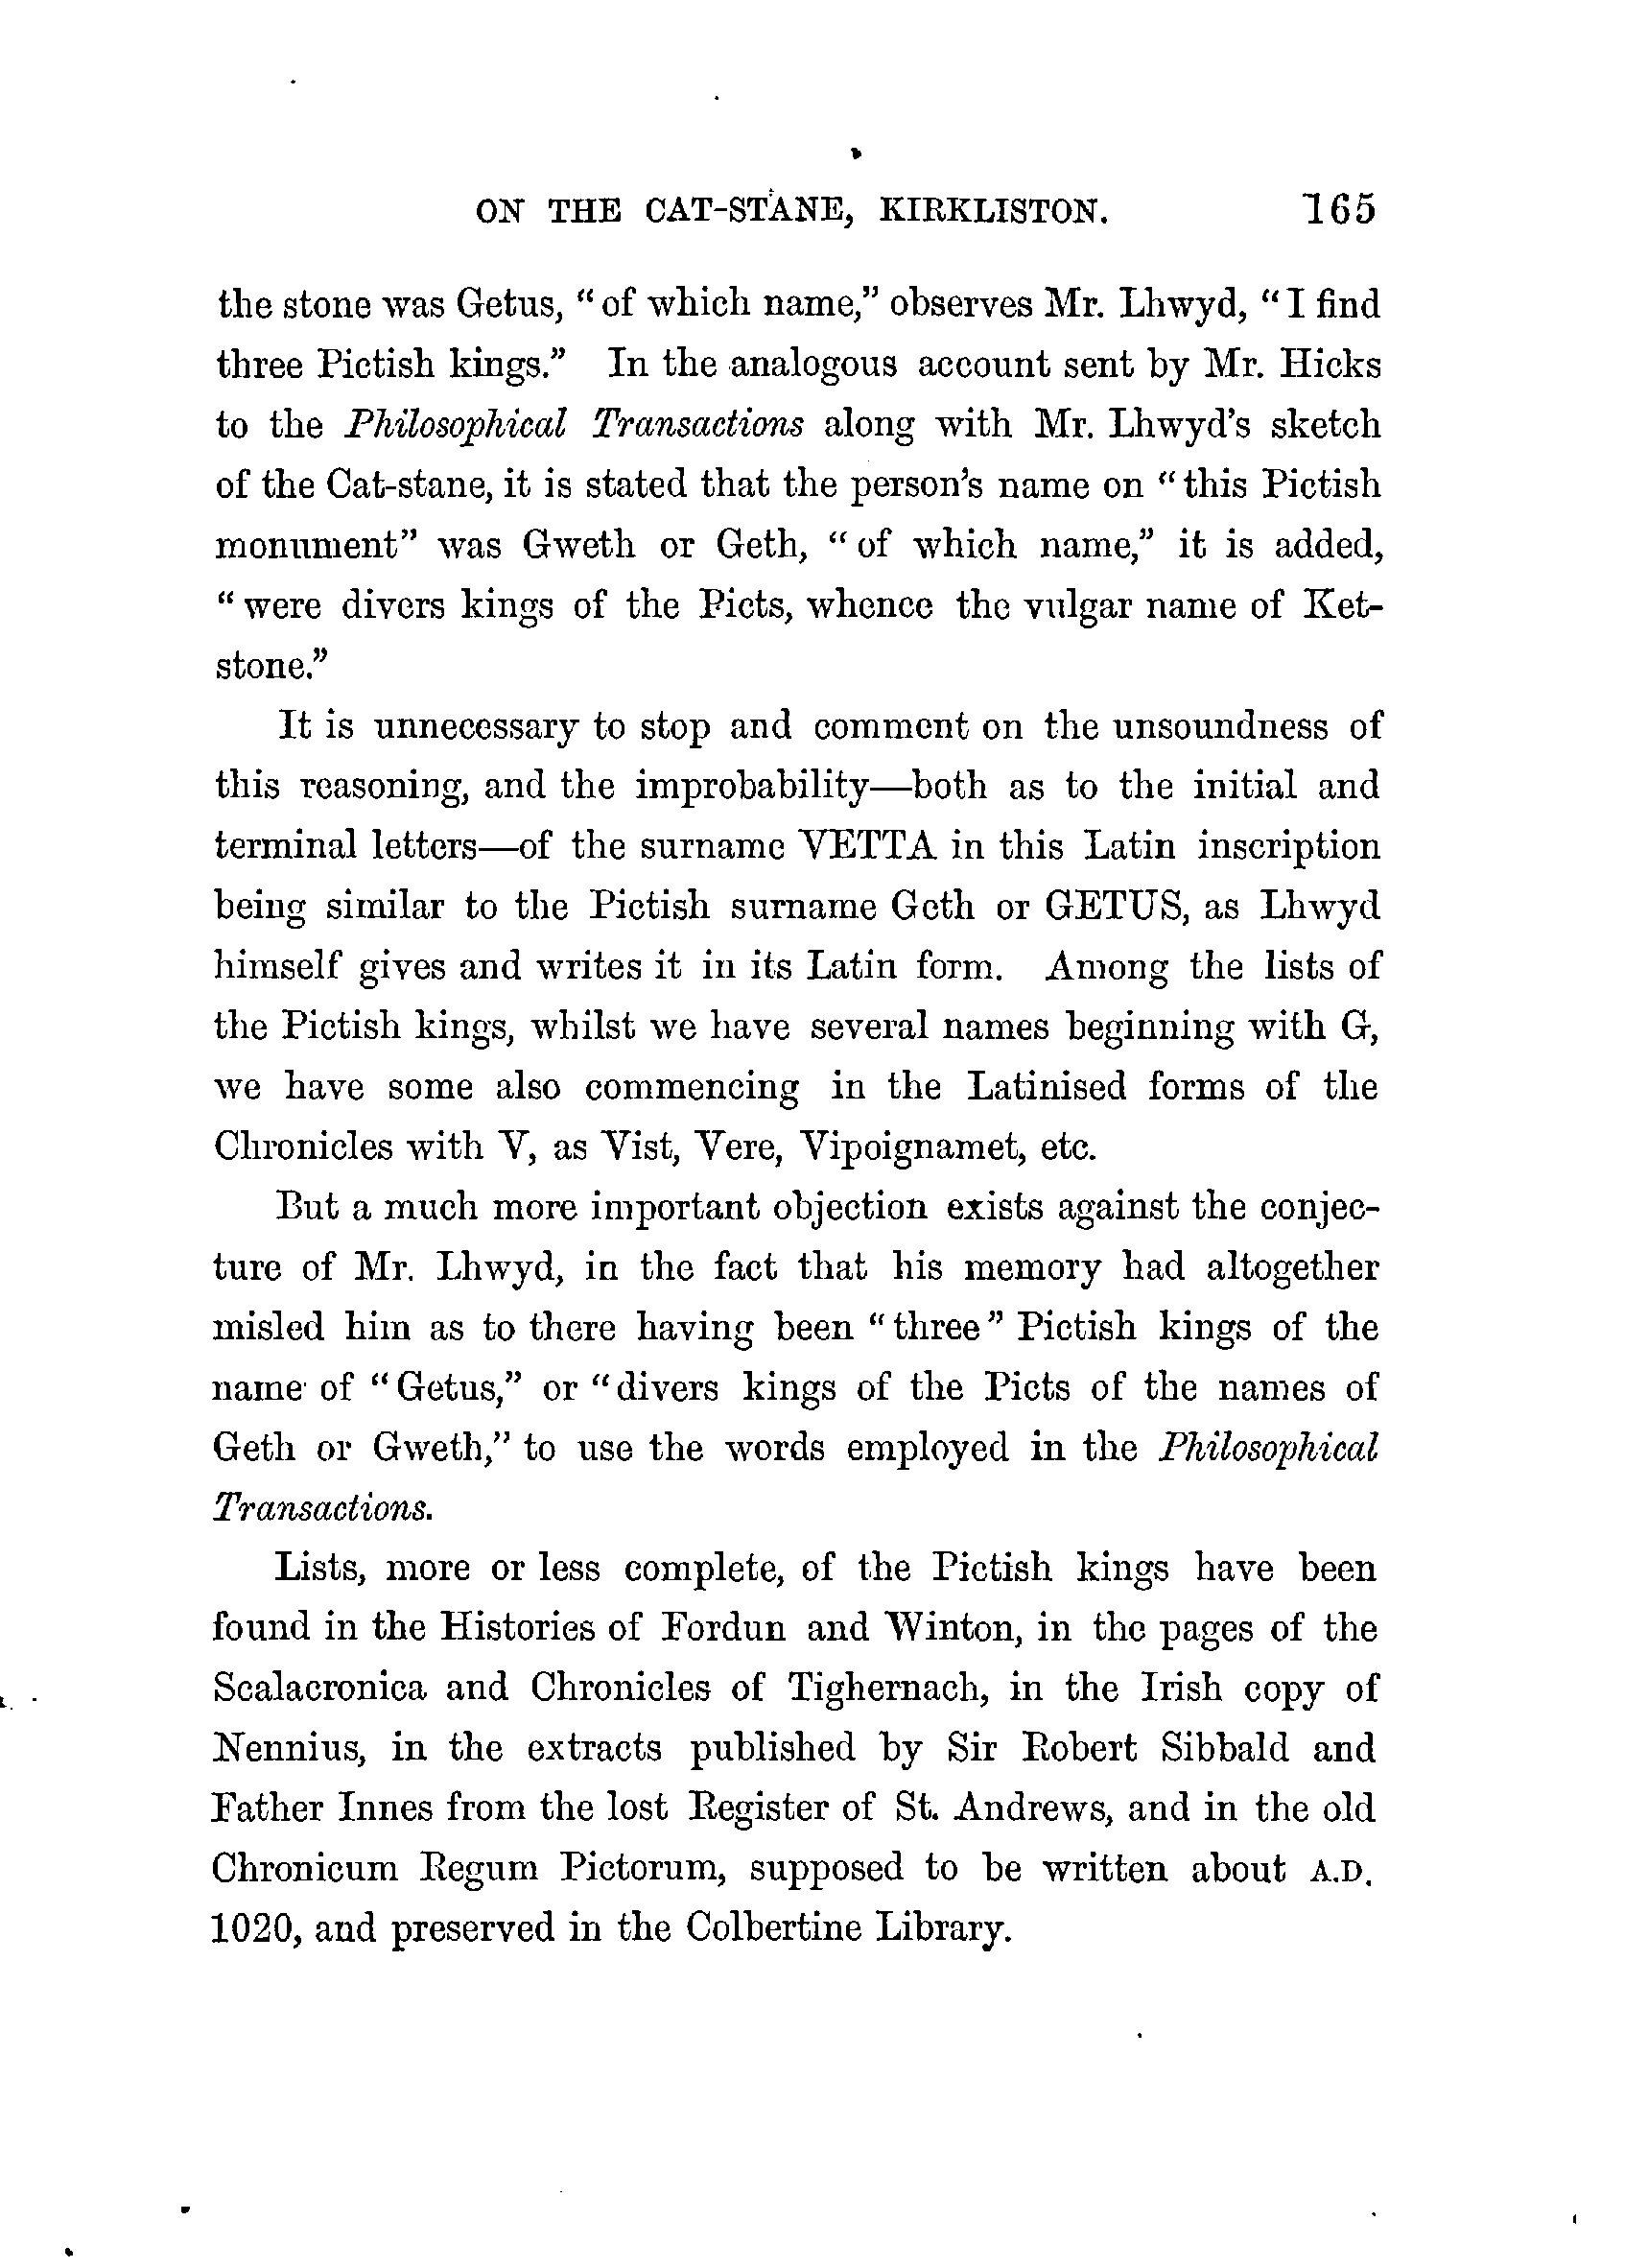 ON THE CAT-STANE, KIRKLISTON. 165
the stone was Getus, “of which name,” observes Mr. Lhwyd, “I find
three Pictish kings.” In the analogous account sent by Mr. Hicks
to the Philosophical Transactions along with Mr. Lhwyd’s sketch
of the Cat-stane, it is stated that the person’s name on “this Pictish
monument” was Gweth or Geth, “of which name,” it is added,
“were divers kings of the Picts, whence the vulgar name of Ket-
stone.”
It is unnecessary to stop and comment on the unsoundness of
this reasoning, and the improbability—both as to the initial and
terminal letters—of the surname VETTA in this Latin inscription
being similar to the Pictish surname Geth or GETUS, as Lhwyd
himself gives and writes it in its Latin form. Among the lists of
the Pictish kings, whilst we have several names beginning with G,
we have some also commencing in the Latinised forms of the
Chronicles with V, as Vist, Vere, Vipoignamet, etc.
But a much more important objection exists against the conjec-
ture of Mr. Lhwyd, in the fact that his memory had altogether
misled him as to there having been “three” Pictish kings of the
name of “Getus,” or “divers kings of the Picts of the names of
Geth or Gweth,” to use the words employed in the Philosophical
Transactions.
Lists, more or less complete, of the Pictish kings have been
found in the Histories of Fordun and Winton, in the pages of the
Scalacronica and Chronicles of Tighernach, in the Irish copy of
Nennius, in the extracts published by Sir Robert Sibbald and
Father Innes from the lost Register of St. Andrews, and in the old
Chronicum Regum Pictorum, supposed to be written about A.D.
1020, and preserved in the Colbertine Library.